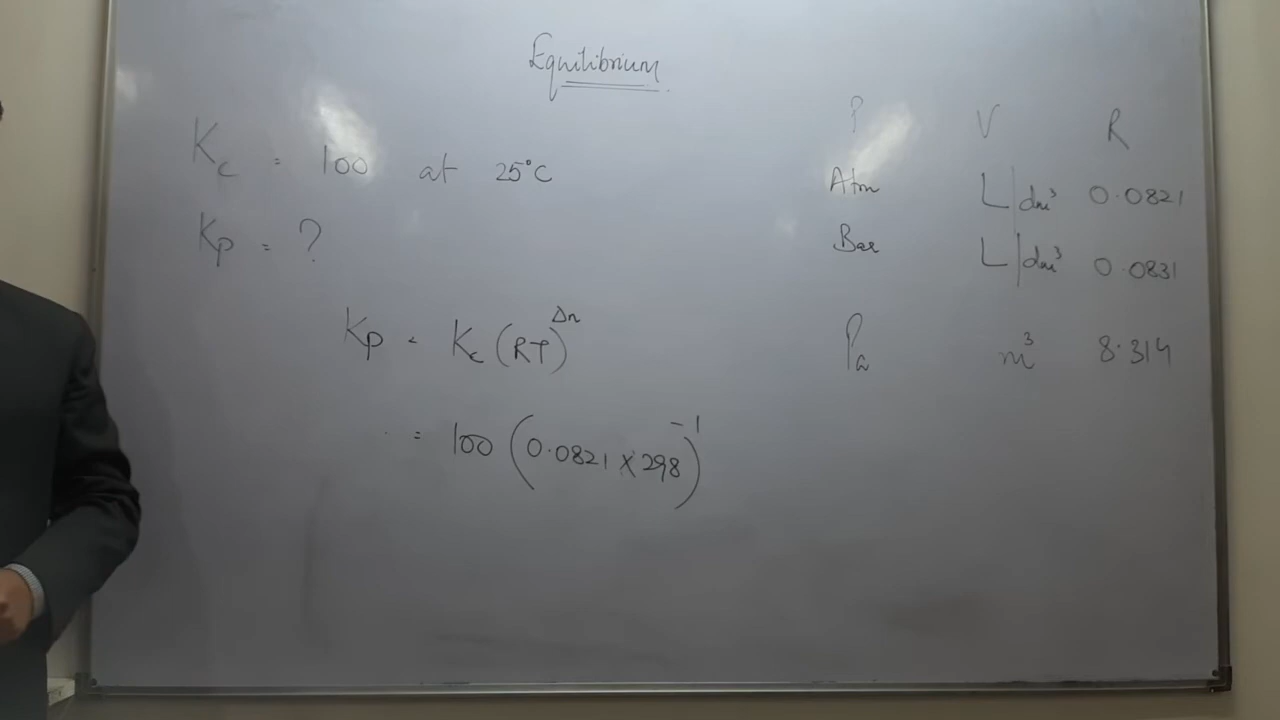 Equilibrium
Kc = 100 at 25°C
Kp = ?
Kp = Kc (RT)^Δn
= 100 (0.0821 × 298)^-1
P V R
Atm L/dm³ 0.0821
Bar L/dm³ 0.0831
Pa m³ 8.314